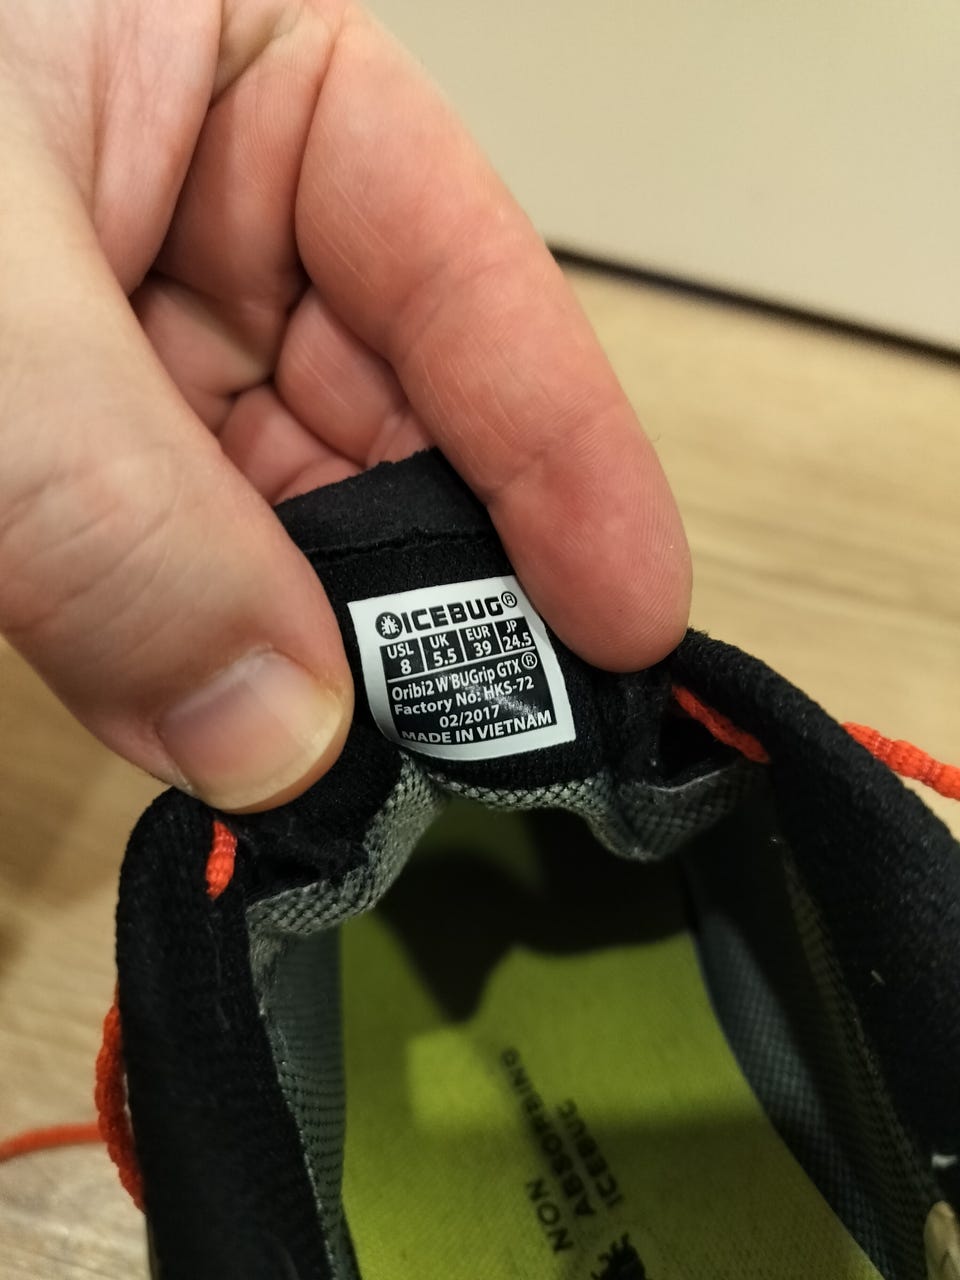 ICEBUG®
USL UK EUR JP
8 5.5 39 24.5
Oribi2 W BUGrip GTX®
Factory No: HKS-72
02/2017
MADE IN VIETNAM
NON
ABSORBING
ICEBUG